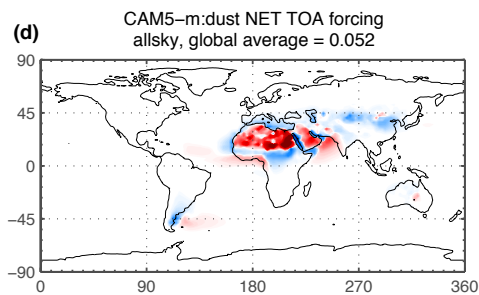 (d)
CAM5−m:dust NET TOA forcing
allsky, global average = 0.052
90
45
0
−45
−90
0 90 180 270 360